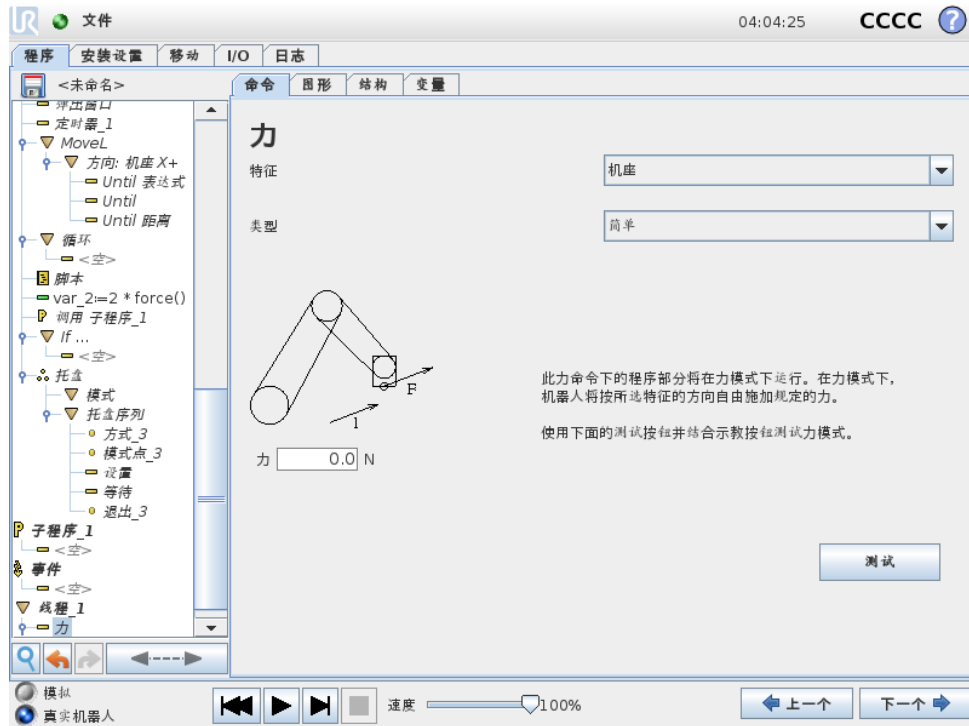 UR 文件 04:04:25 CCCC ?
程序 安装设置 移动 I/O 日志
<未命名> 命令 图形 结构 变量
弹出窗口
定时器_1
MoveL
方向: 机座 X+
Until 表达式
Until
Until 距离
循环
<空>
脚本
var_2:=2 * force()
调用 子程序_1
If ...
<空>
托盘
模式
托盘序列
方式_3
模式点_3
设置
等待
退出_3
子程序_1
<空>
事件
<空>
线程_1
力
力
特征 机座
类型 简单
F
1
力 0.0 N
此力命令下的程序部分将在力模式下运行。在力模式下，
机器人将按所选特征的方向自由施加规定的力。
使用下面的测试按钮并结合示教按钮测试力模式。
测试
模拟
真实机器人
速度 100%
上一个 下一个